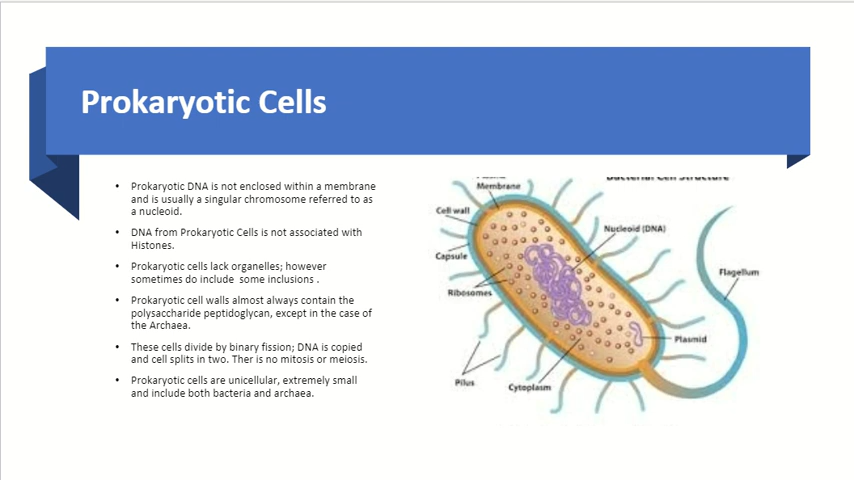 Prokaryotic Cells
• Prokaryotic DNA is not enclosed within a membrane
and is usually a singular chromosome referred to as
a nucleoid.
• DNA from Prokaryotic Cells is not associated with
Histones.
• Prokaryotic cells lack organelles; however
sometimes do include some inclusions .
• Prokaryotic cell walls almost always contain the
polysaccharide peptidoglycan, except in the case of
the Archaea.
• These cells divide by binary fission; DNA is copied
and cell splits in two. Ther is no mitosis or meiosis.
• Prokaryotic cells are unicellular, extremely small
and include both bacteria and archaea.
Bacterial Cell Structure
Membrane
Cell wall
Nucleoid (DNA)
Capsule
Flagellum
Ribosomes
Plasmid
Pilus
Cytoplasm